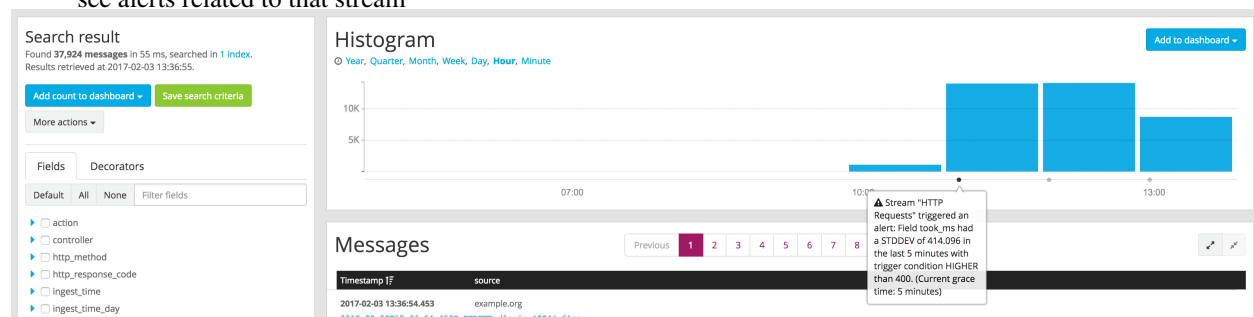 see alerts related to that stream
Search result
Found 37,924 messages in 55 ms, searched in 1 index.
Results retrieved at 2017-02-03 13:36:55.
Add count to dashboard
Save search criteria
More actions
Fields
Decorators
Default
All
None
Filter fields
action
controller
http_method
http_response_code
ingest_time
ingest_time_day
Histogram
Add to dashboard
Year, Quarter, Month, Week, Day, Hour, Minute
10K
5K
07:00
10:00
13:00
Stream "HTTP
Requests" triggered an
alert: Field took_ms had
a STDDEV of 414.096 in
the last 5 minutes with
trigger condition HIGHER
than 400. (Current grace
time: 5 minutes)
Messages
Previous
1
2
3
4
5
6
7
8
Timestamp
source
2017-02-03 13:36:54.453
example.org